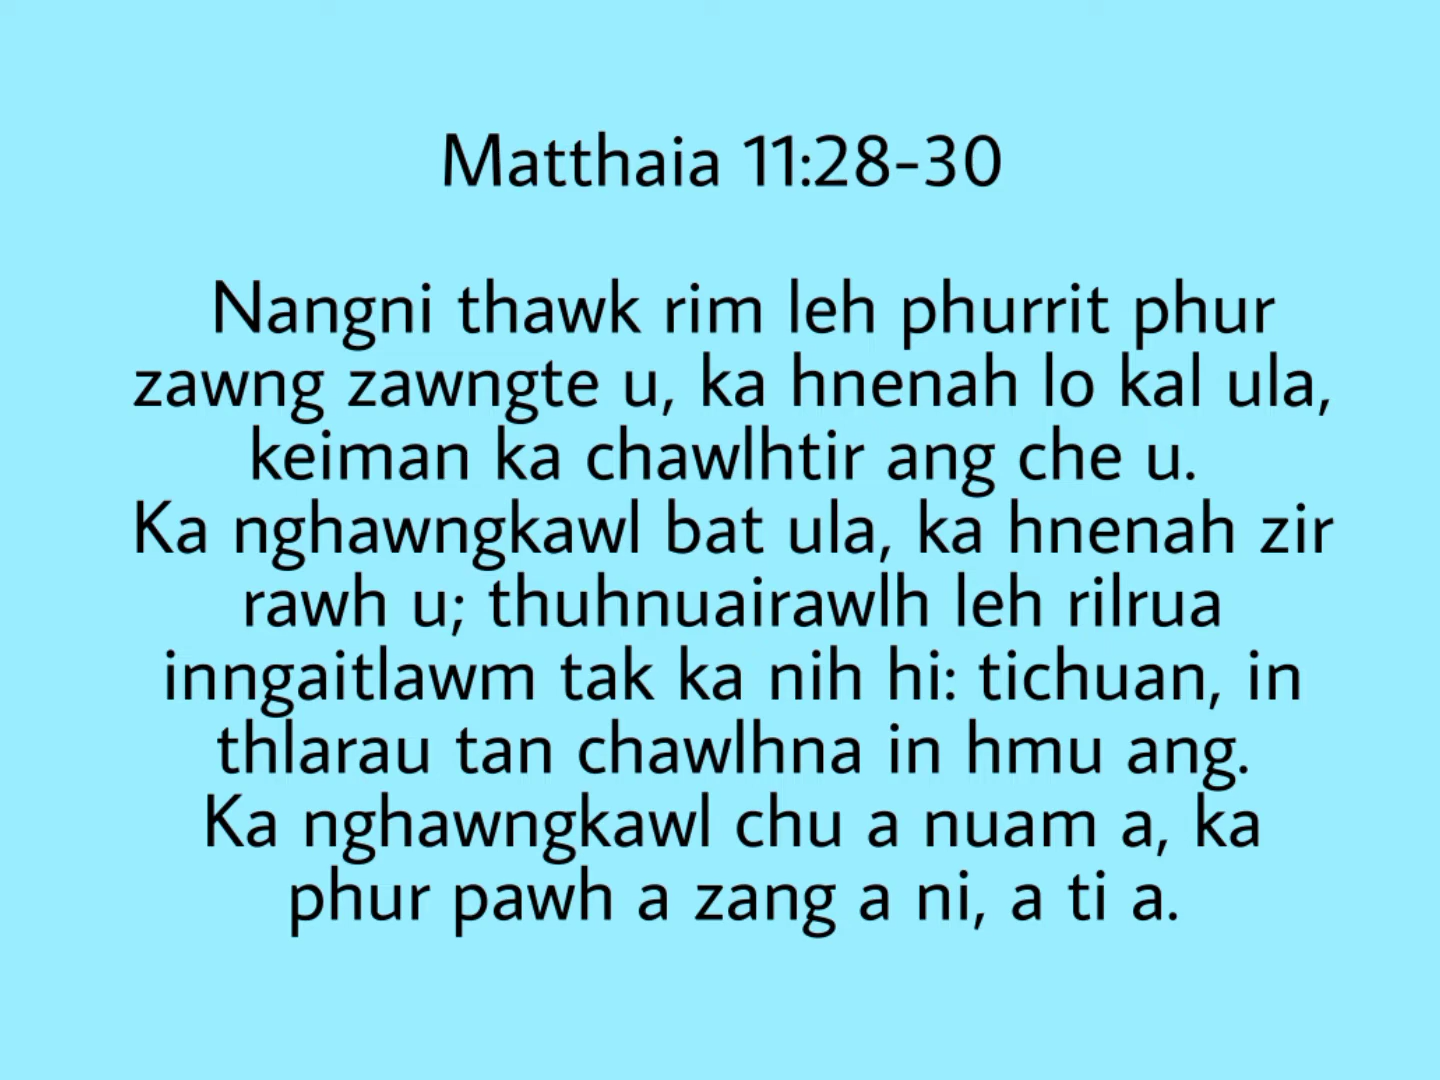 Matthaia 11:28-30
Nangni thawk rim leh phurrit phur
zawng zawngte u, ka hnenah lo kal ula,
keiman ka chawlhtir ang che u.
Ka nghawngkawl bat ula, ka hnenah zir
rawh u; thuhnuairawlh leh rilrua
inngaitlawm tak ka nih hi: tichuan, in
thlarau tan chawlhna in hmu ang.
Ka nghawngkawl chu a nuam a, ka
phur pawh a zang a ni, a ti a.